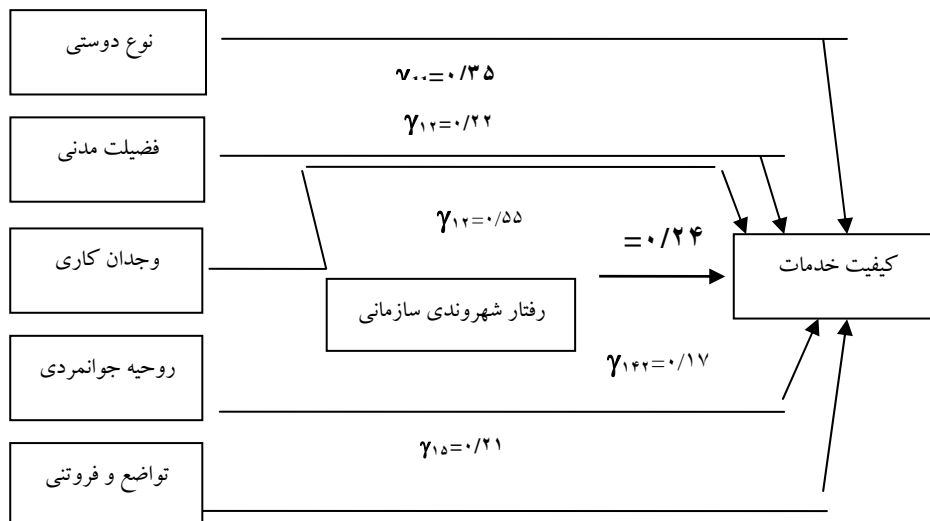 نوع دوستی
=۰/۳۵
فضیلت مدنی
γ۱۲=۰/۲۲
γ۱۲=۰/۵۵
وجدان کاری
=۰/۲۴
کیفیت خدمات
رفتار شهروندی سازمانی
روحیه جوانمردی
γ۱۴۲=۰/۱۷
تواضع و فروتنی
γ۱۵=۰/۲۱